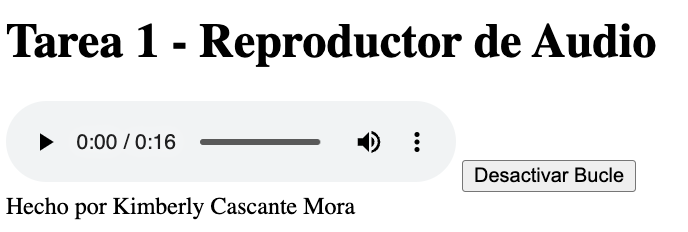 Tarea 1 - Reproductor de Audio
0:00 / 0:16
Desactivar Bucle
Hecho por Kimberly Cascante Mora